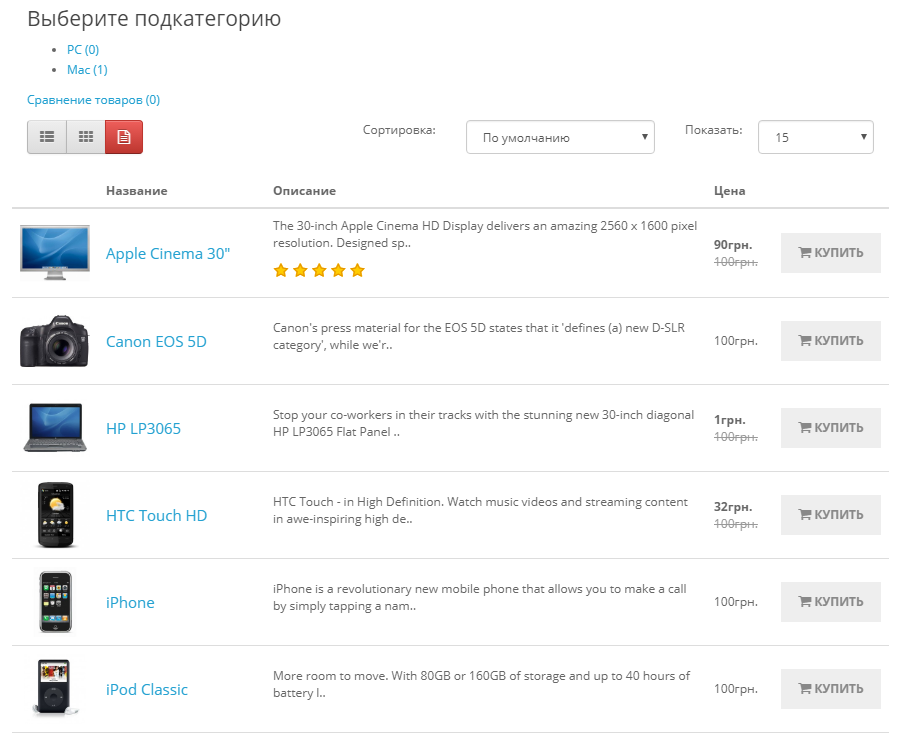 Выберите подкатегорию
PC (0)
Mac (1)
Сравнение товаров (0)
Сортировка: По умолчанию Показать: 15
Название Описание Цена
Apple Cinema 30"
The 30-inch Apple Cinema HD Display delivers an amazing 2560 x 1600 pixel
resolution. Designed sp..
90грн.
100грн.
КУПИТЬ
Canon EOS 5D
Canon's press material for the EOS 5D states that it 'defines (a) new D-SLR
category', while we'r..
100грн.
КУПИТЬ
HP LP3065
Stop your co-workers in their tracks with the stunning new 30-inch diagonal
HP LP3065 Flat Panel ..
1грн.
100грн.
КУПИТЬ
HTC Touch HD
HTC Touch - in High Definition. Watch music videos and streaming content
in awe-inspiring high de..
32грн.
100грн.
КУПИТЬ
iPhone
iPhone is a revolutionary new mobile phone that allows you to make a call
by simply tapping a nam..
100грн.
КУПИТЬ
iPod Classic
More room to move. With 80GB or 160GB of storage and up to 40 hours of
battery l..
100грн.
КУПИТЬ